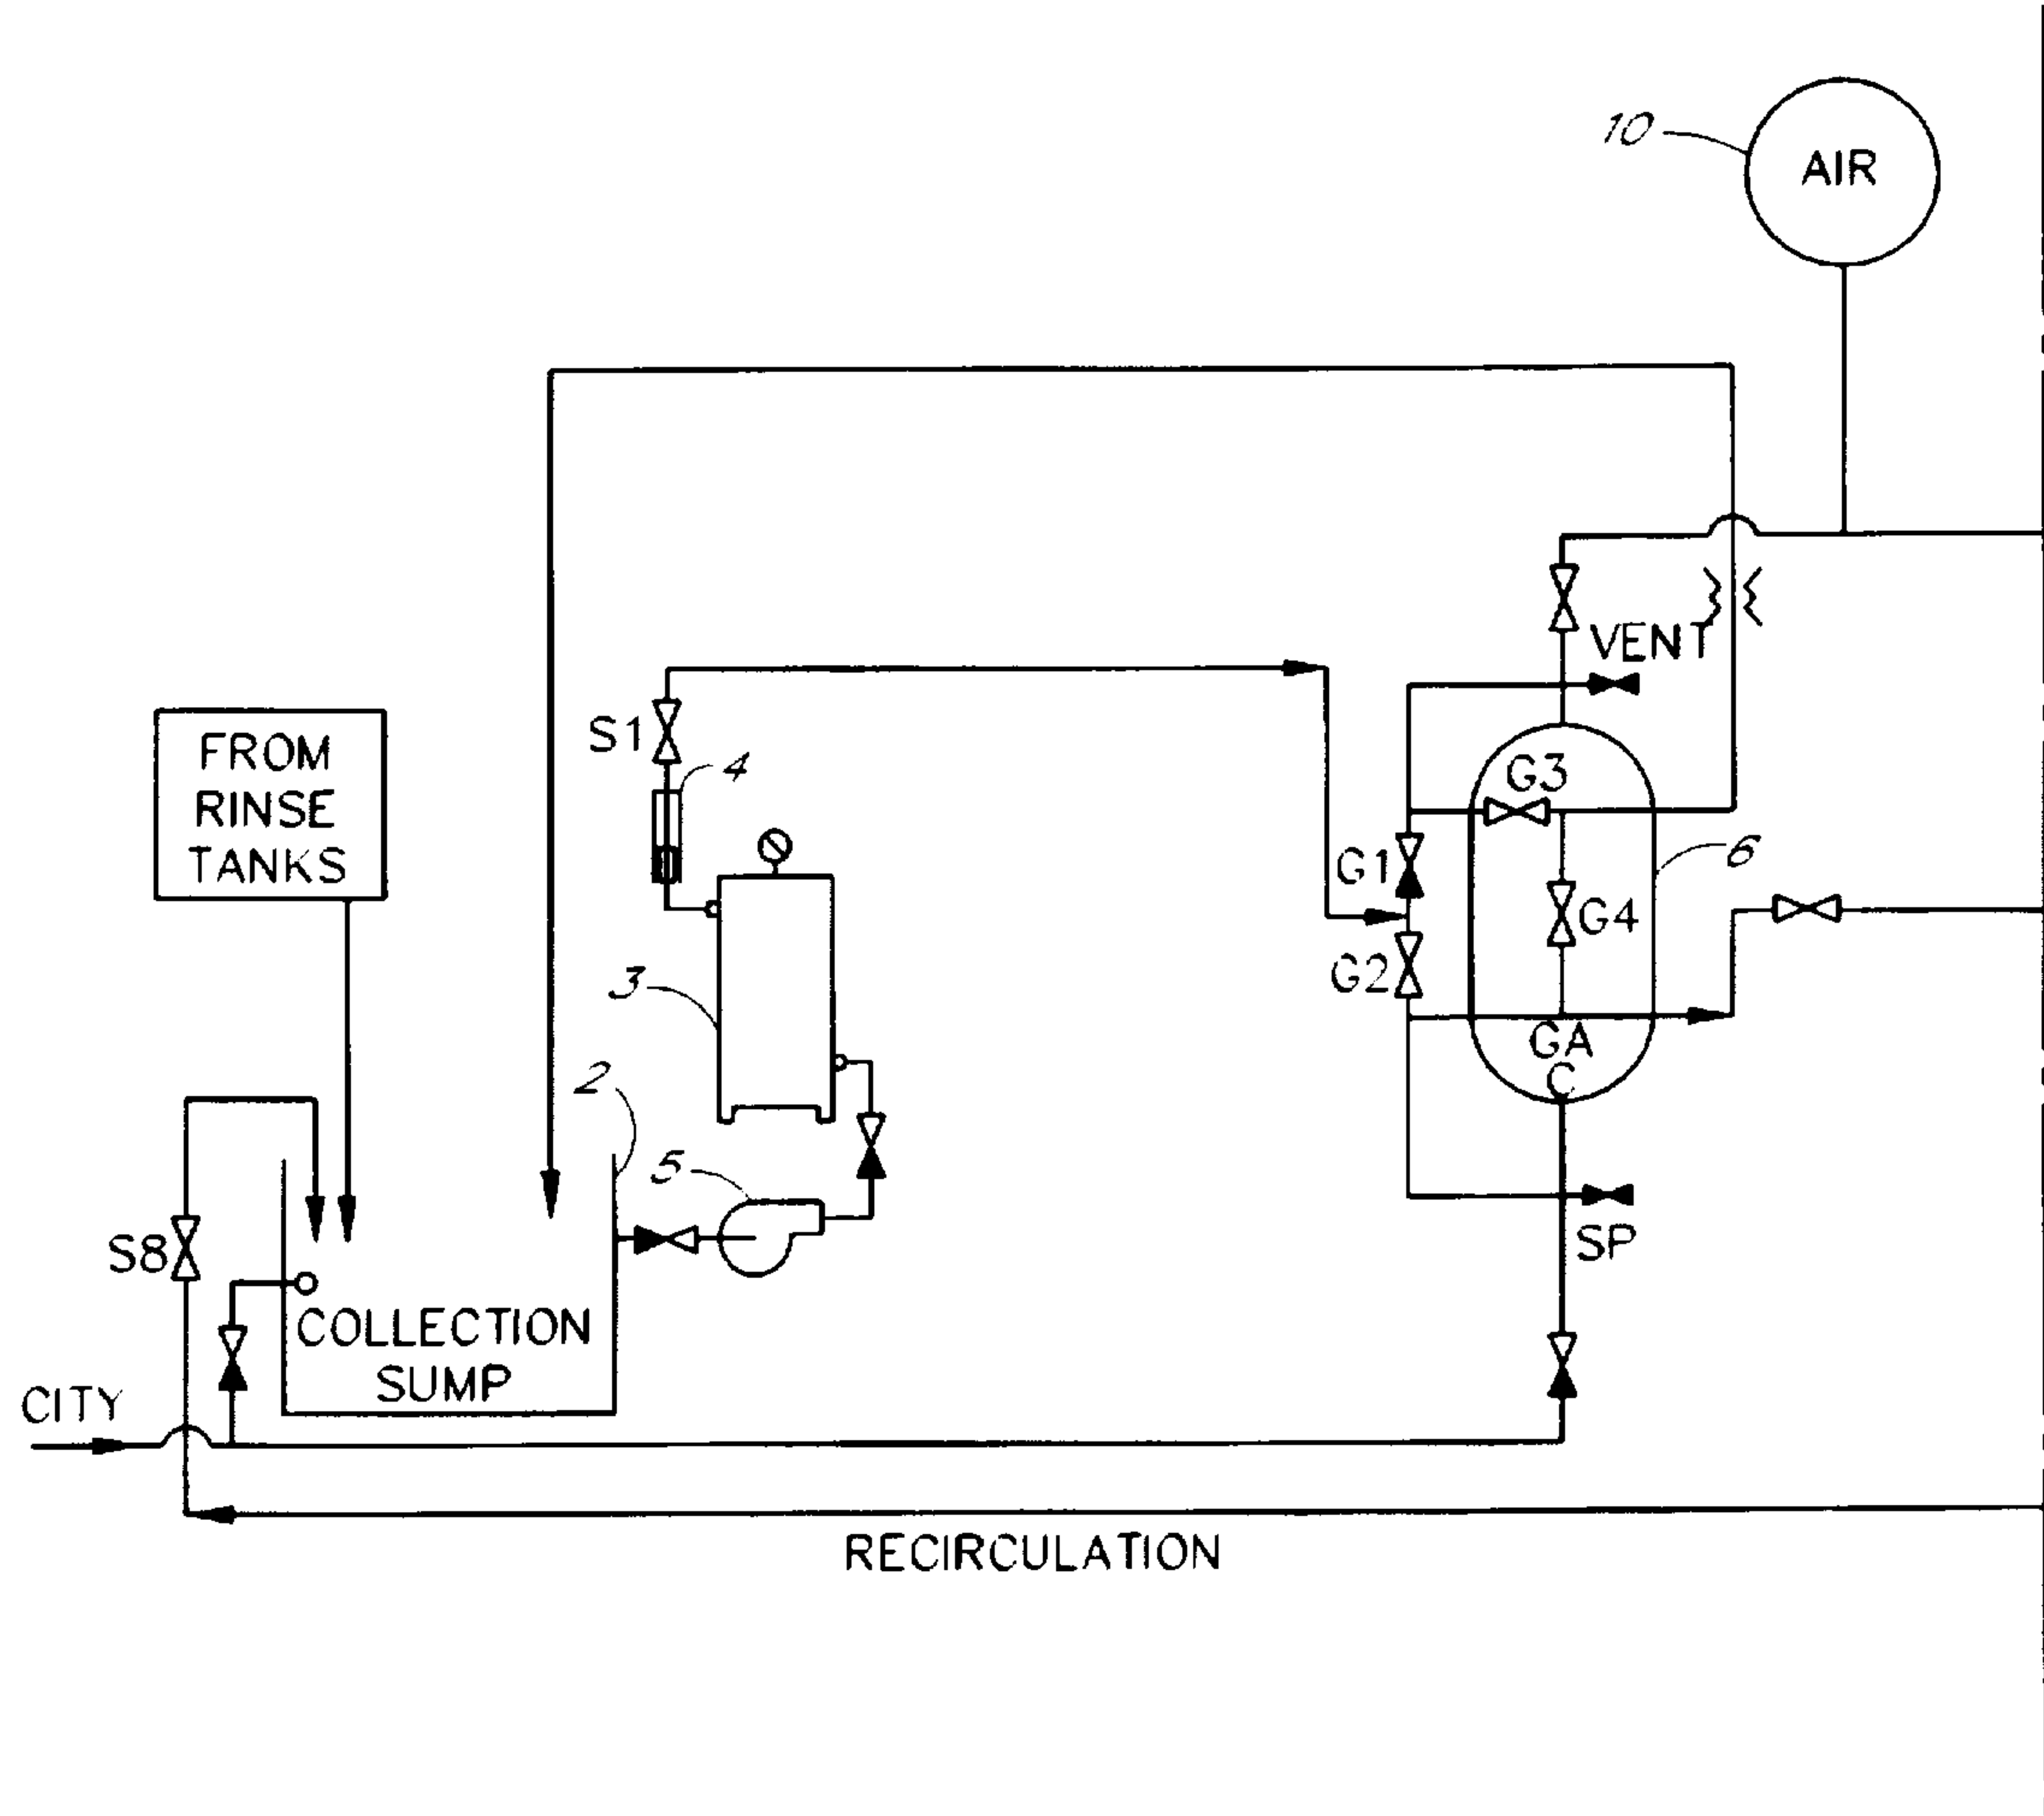 10
AIR
VENT
S1
4
FROM
RINSE
TANKS
G3
6
G1
G4
3
G2
GA
C
2
5
S8
SP
COLLECTION
SUMP
CITY
RECIRCULATION